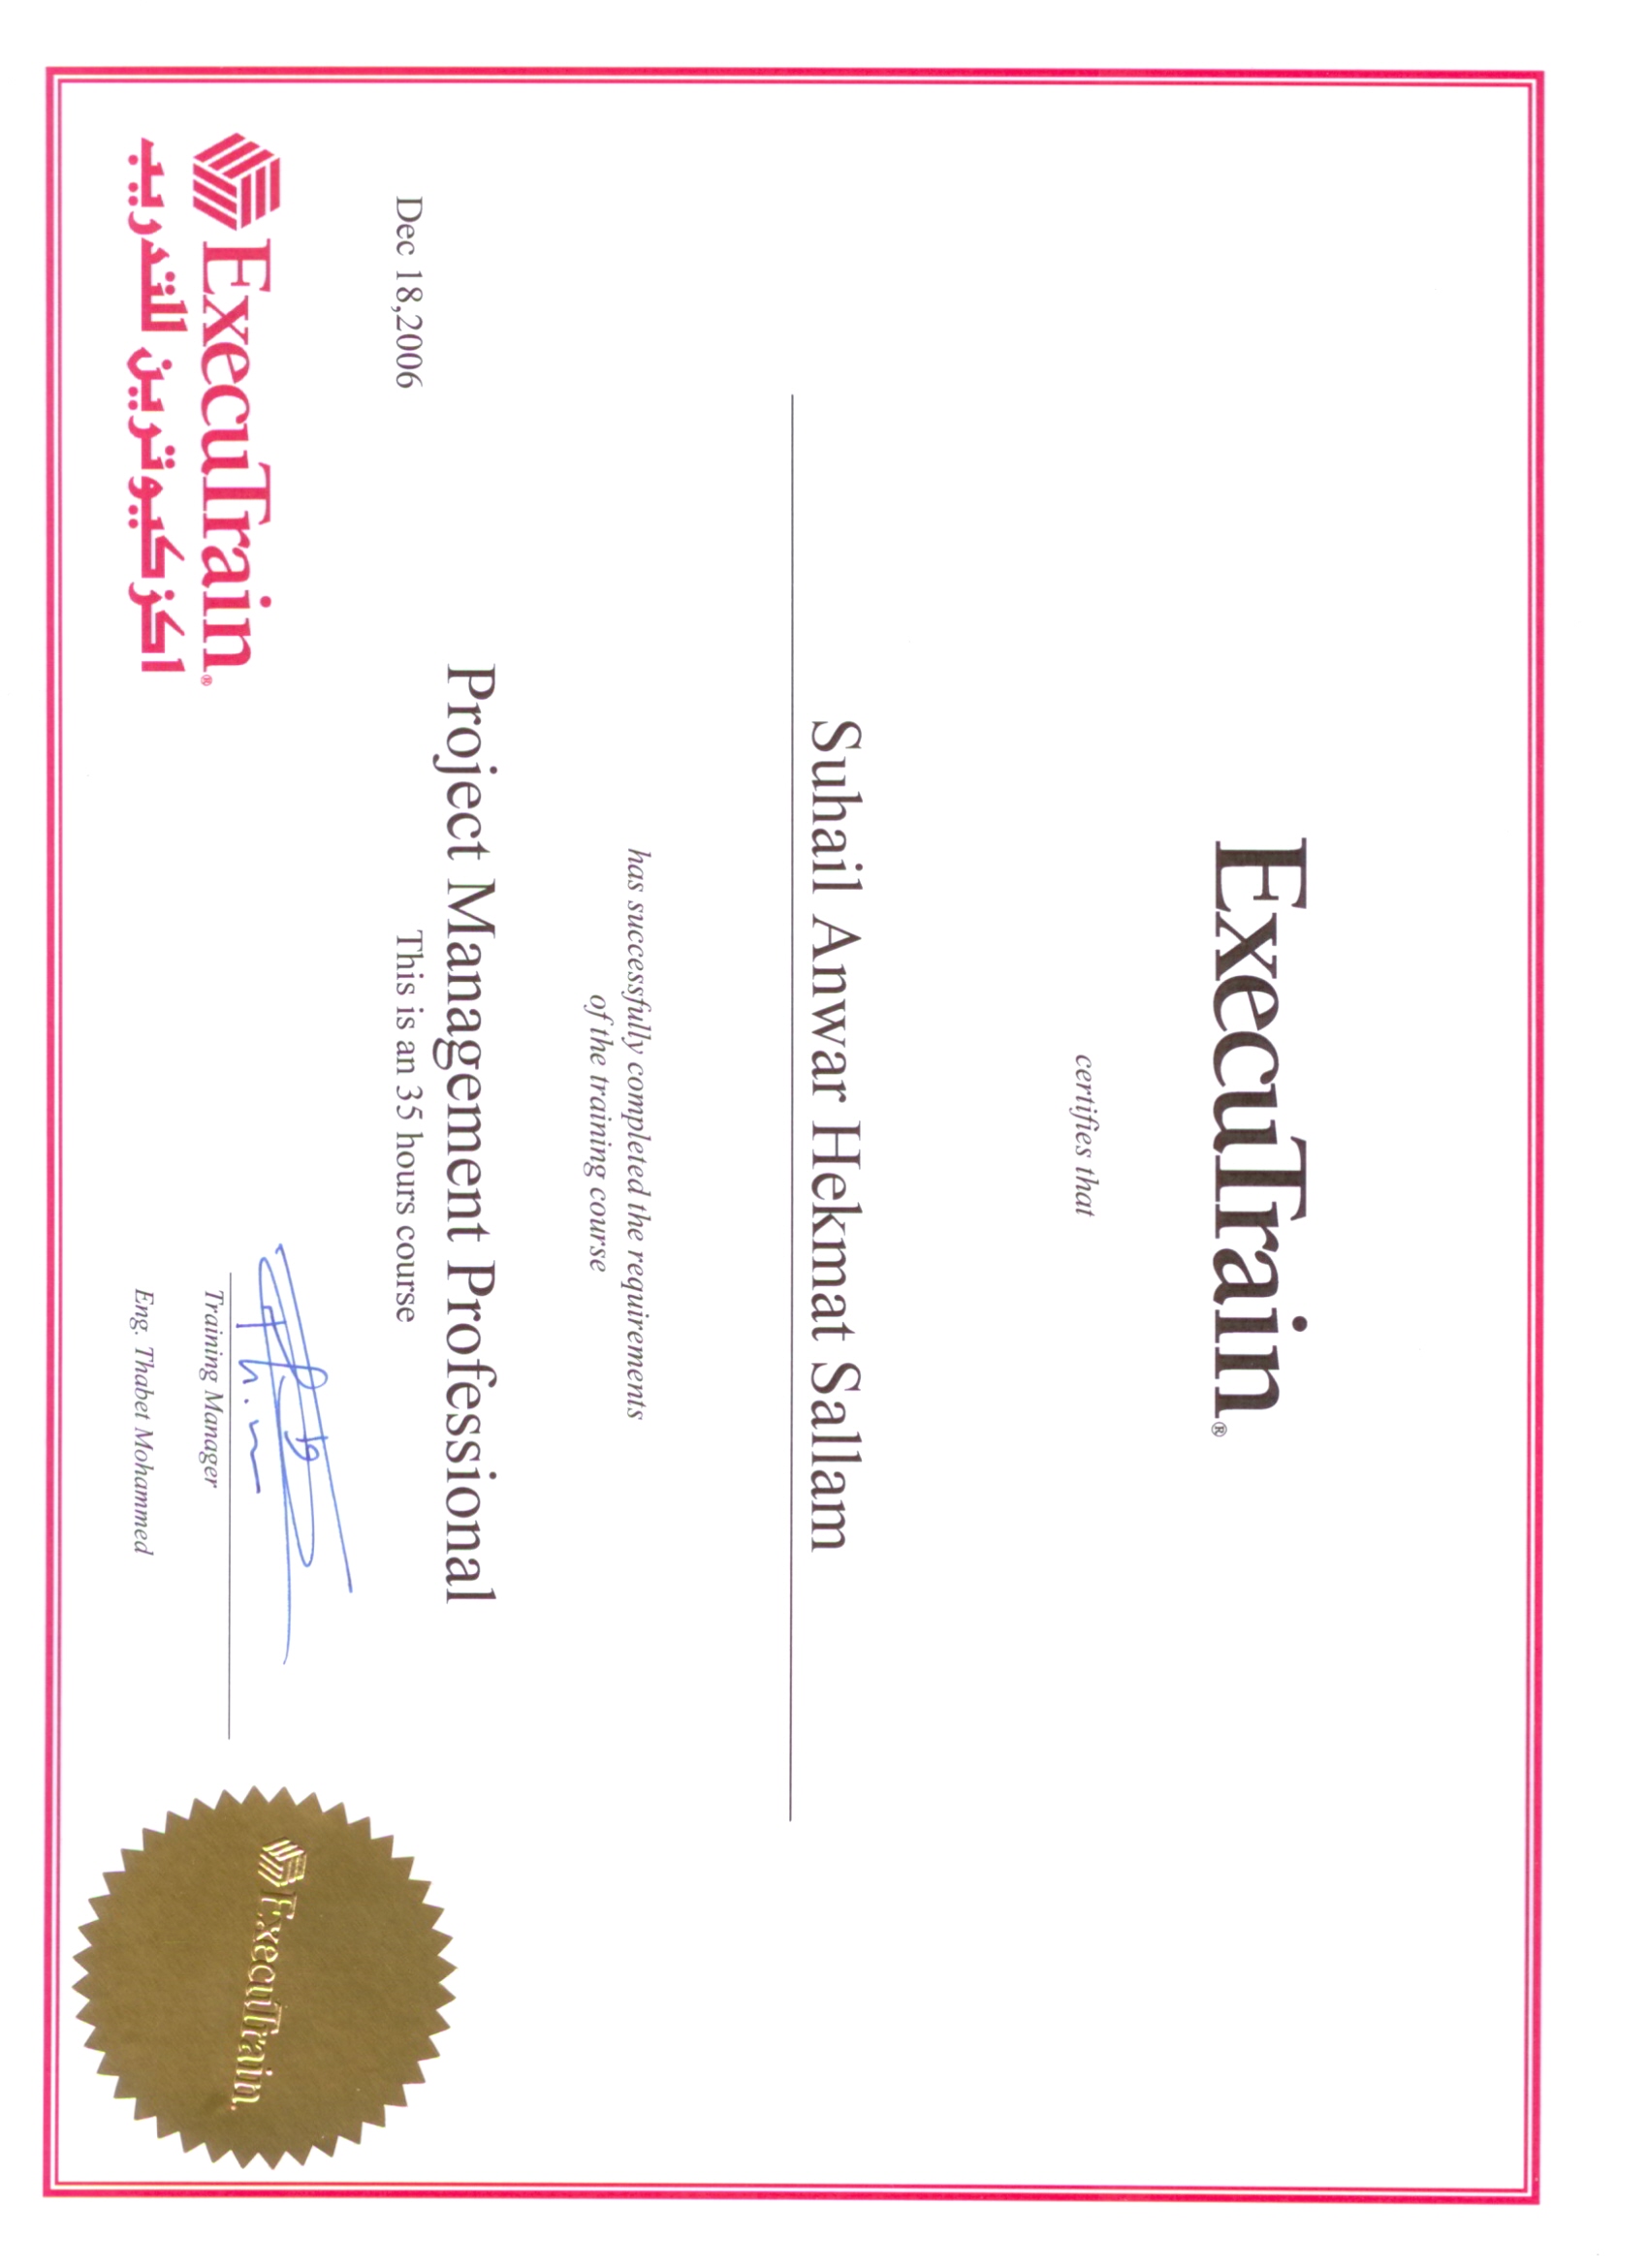 ExecuTrain®
certifies that
Suhail Anwar Hekmat Sallam
has successfully completed the requirements
of the training course
Project Management Professional
Dec 18,2006
This is an 35 hours course
ExecuTrain®
اكزكيوترين للتدريب
Training Manager
Eng. Thabet Mohammed
ExecuTrain